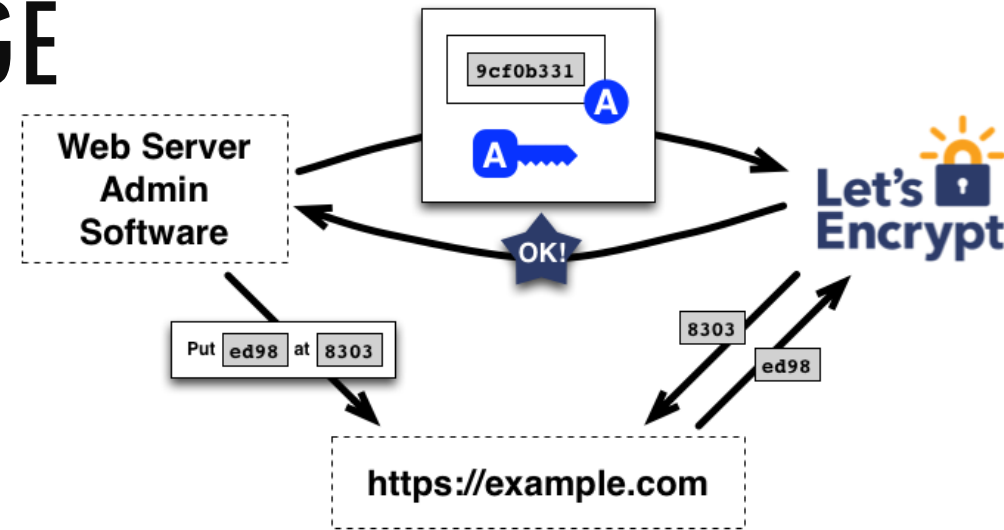 GE
9cf0b331
A
A
Web Server
Admin
Software
Let's
Encrypt
OK!
Put ed98 at 8303
8303
ed98
https://example.com